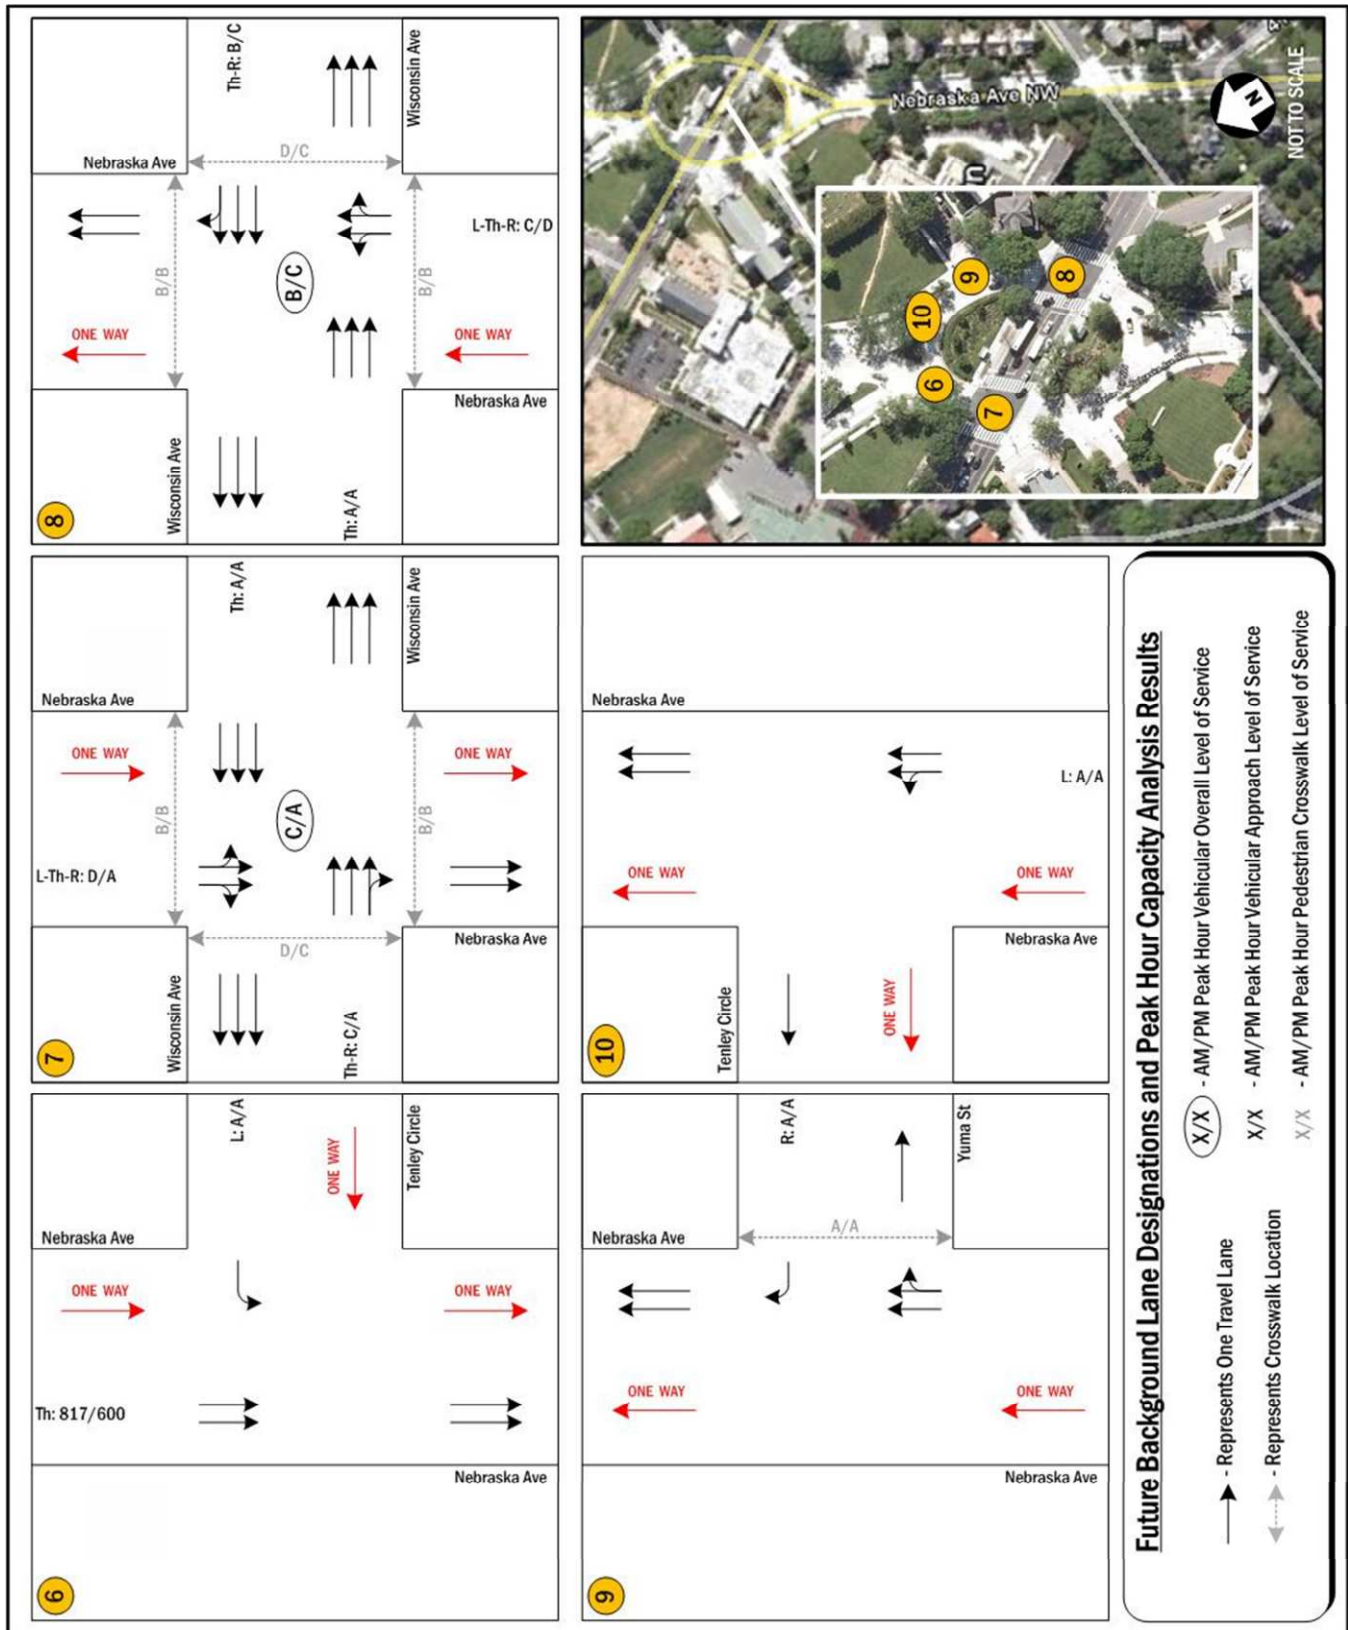 6
Nebraska Ave
ONE WAY
Th: 817/600
L: A/A
ONE WAY
Tenley Circle
ONE WAY
Nebraska Ave
7
Nebraska Ave
ONE WAY
L-Th-R: D/A
Wisconsin Ave
B/B
Th: A/A
C/A
D/C
Th-R: C/A
B/B
Wisconsin Ave
ONE WAY
Nebraska Ave
8
Nebraska Ave
ONE WAY
Wisconsin Ave
B/B
Th-R: B/C
B/C
D/C
Th: A/A
B/B
Wisconsin Ave
L-Th-R: C/D
ONE WAY
Nebraska Ave
9
Nebraska Ave
ONE WAY
R: A/A
A/A
Yuma St
ONE WAY
Nebraska Ave
10
Nebraska Ave
ONE WAY
Tenley Circle
ONE WAY
L: A/A
ONE WAY
Nebraska Ave
Nebraska Ave NW
6
7
8
9
10
N
NOT TO SCALE
Future Background Lane Designations and Peak Hour Capacity Analysis Results
- Represents One Travel Lane
- Represents Crosswalk Location
X/X - AM/PM Peak Hour Vehicular Overall Level of Service
X/X - AM/PM Peak Hour Vehicular Approach Level of Service
X/X - AM/PM Peak Hour Pedestrian Crosswalk Level of Service